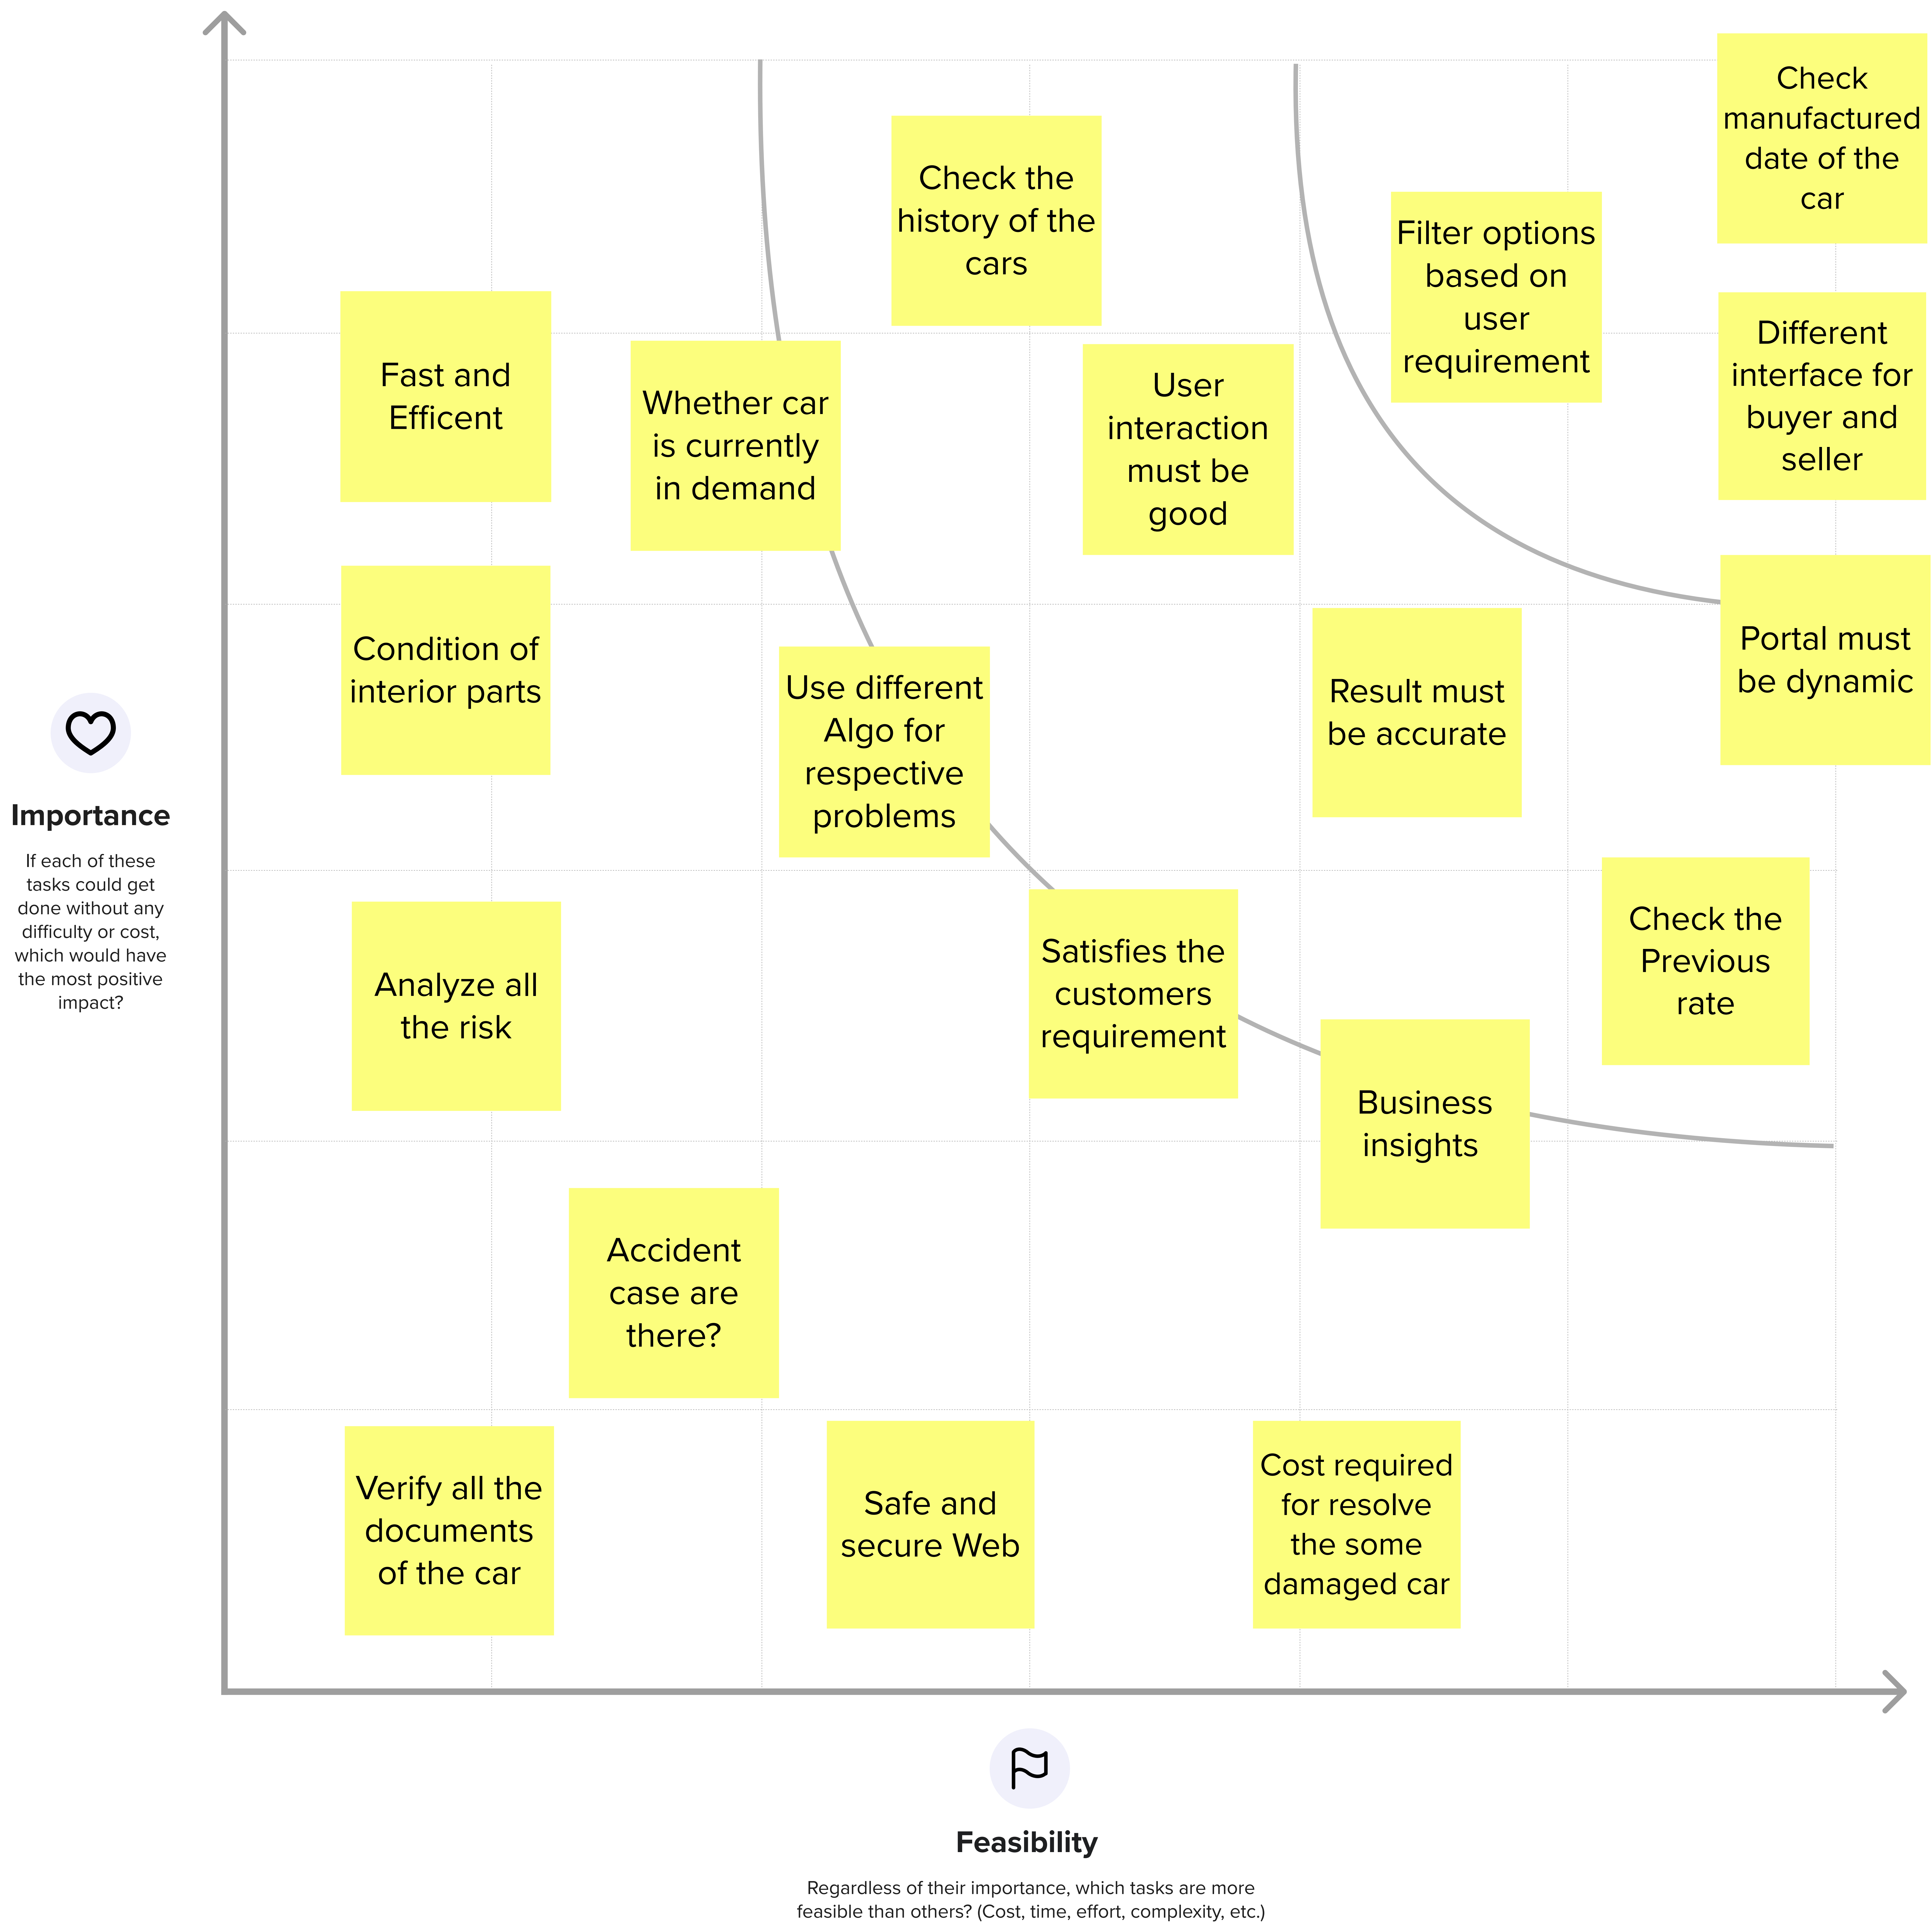 Check
manufactured
date of the
car
Check the
history of the
cars
Filter options
based on
user
requirement
Different
interface for
buyer and
seller
Fast and
Efficent
Whether car
is currently
in demand
User
interaction
must be
good
Condition of
interior parts
Use different
Algo for
respective
problems
Result must
be accurate
Portal must
be dynamic
Importance
If each of these
tasks could get
done without any
difficulty or cost,
which would have
the most positive
impact?
Analyze all
the risk
Satisfies the
customers
requirement
Check the
Previous
rate
Business
insights
Accident
case are
there?
Verify all the
documents
of the car
Safe and
secure Web
Cost required
for resolve
the some
damaged car
Feasibility
Regardless of their importance, which tasks are more
feasible than others? (Cost, time, effort, complexity, etc.)